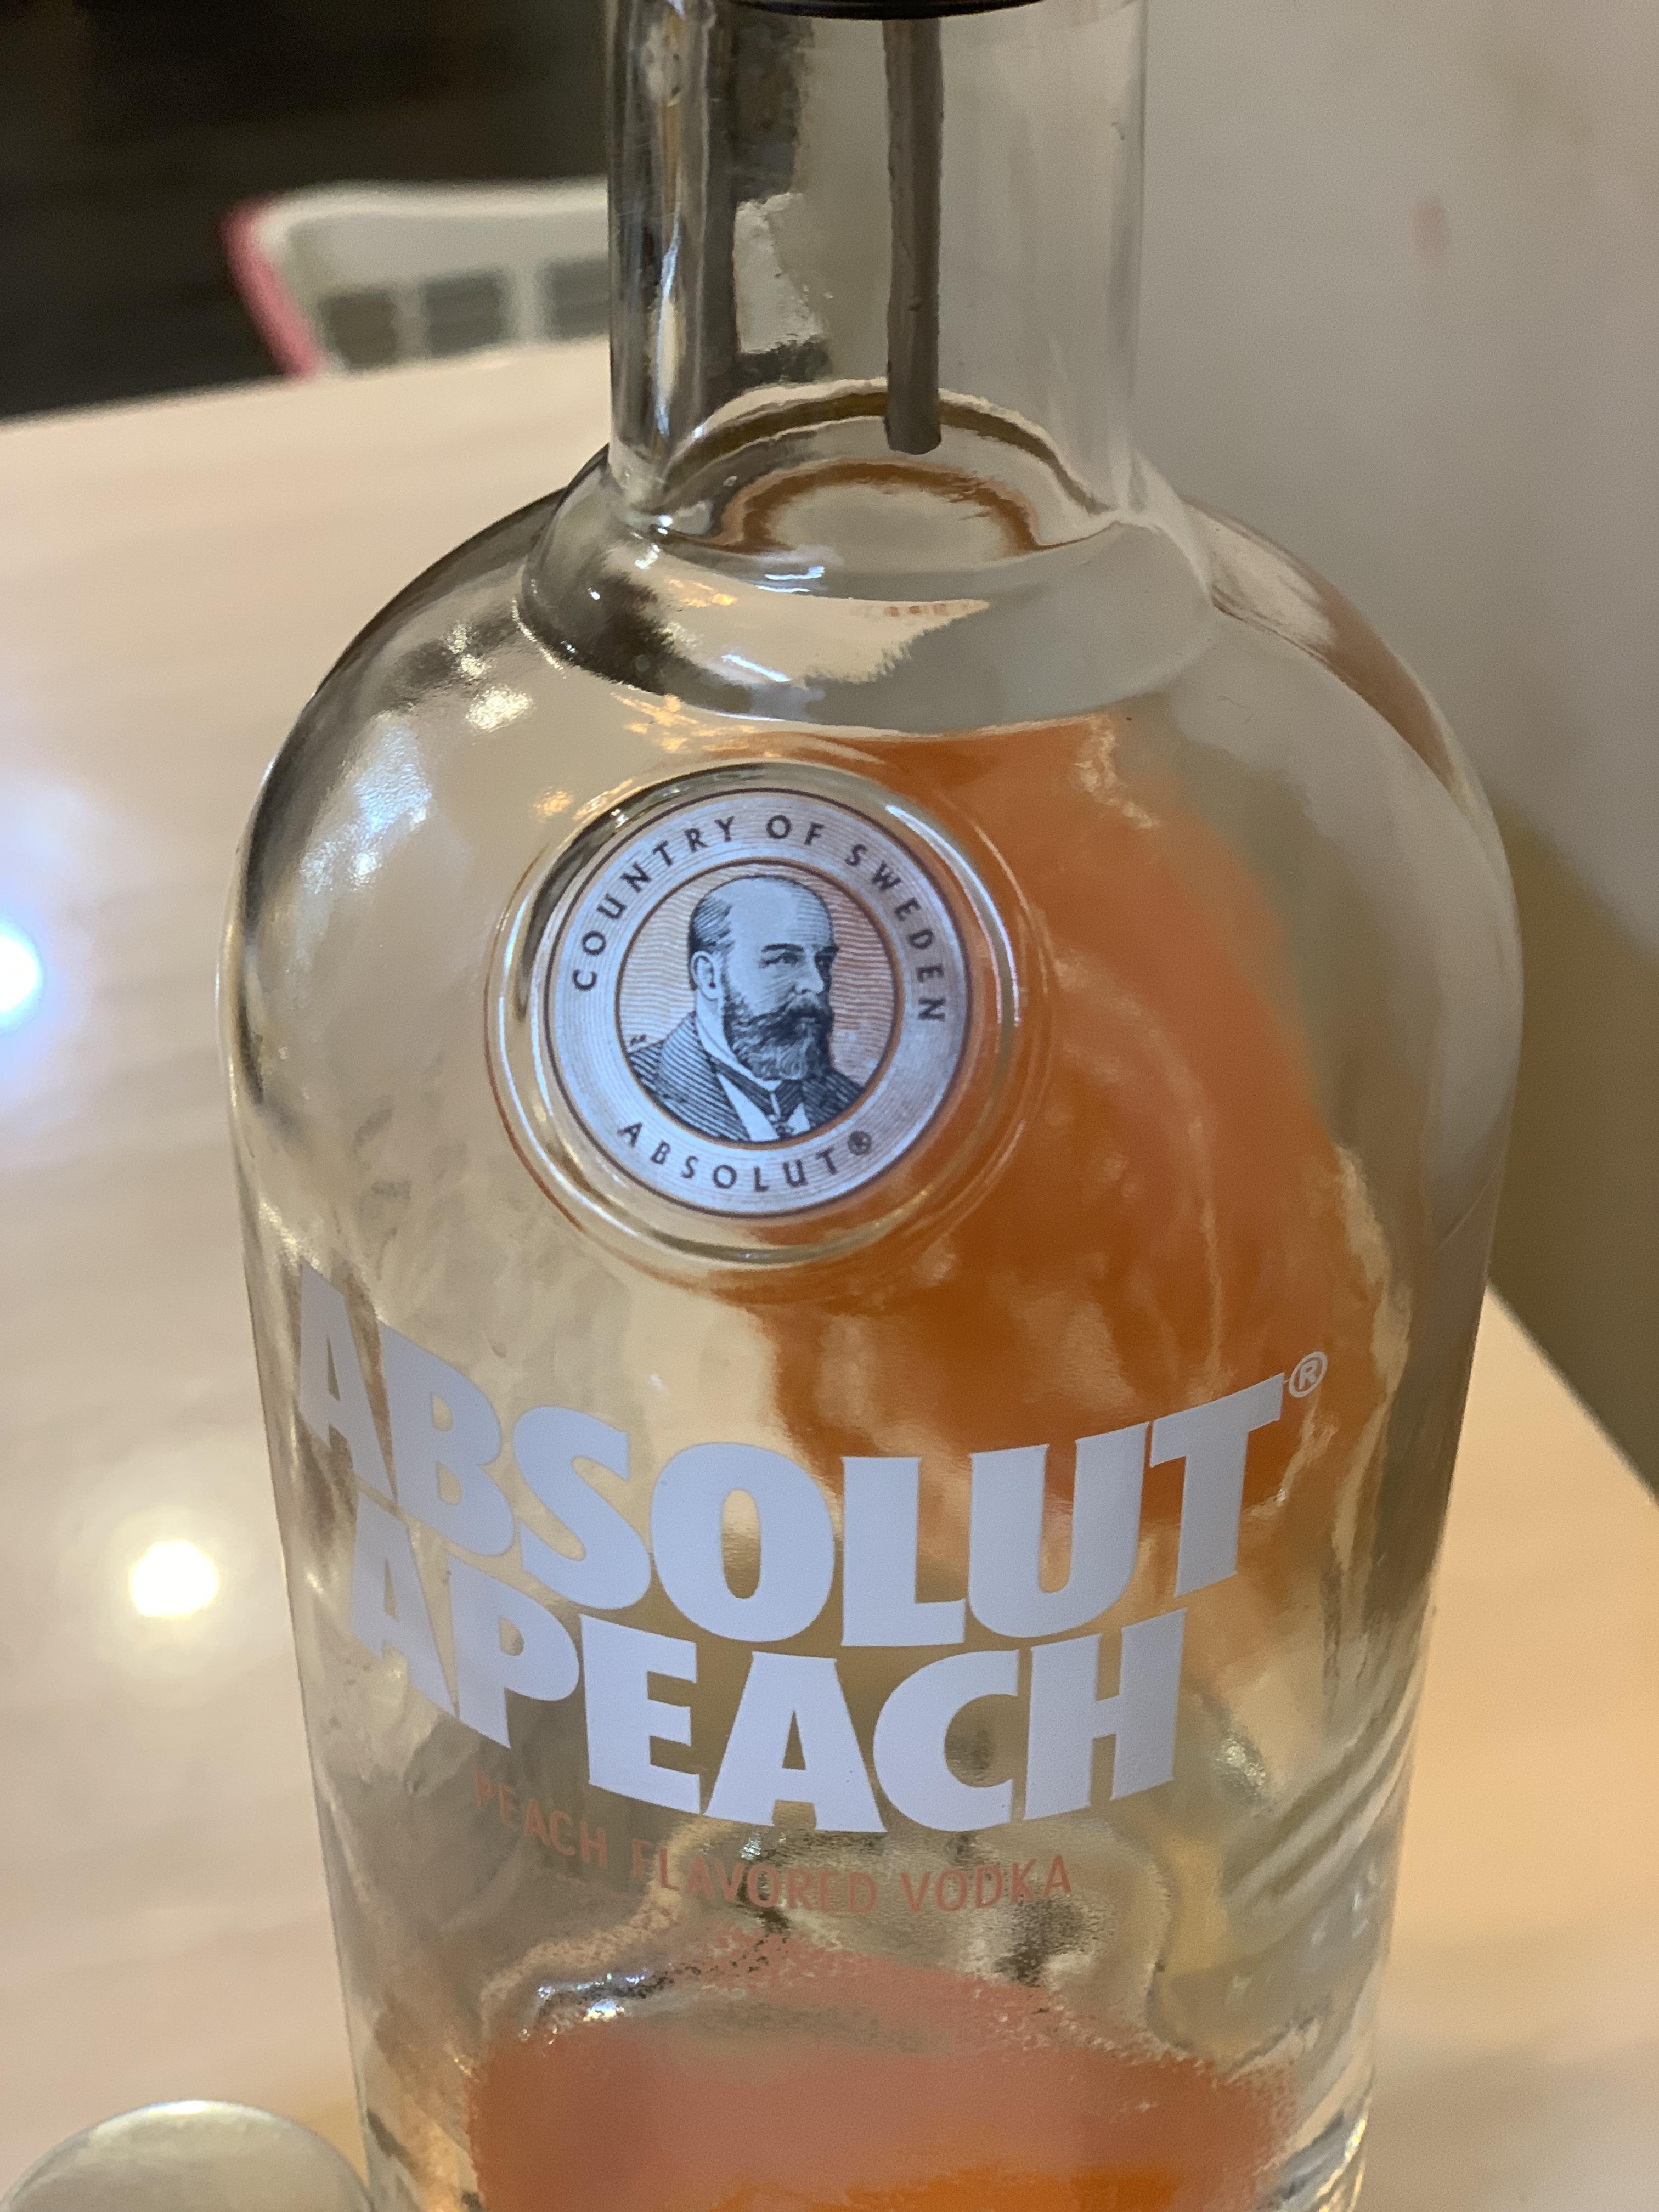 COUNTRY OF SWEDEN
ABSOLUT®
ABSOLUT®
APEACH
PEACH FLAVORED VODKA